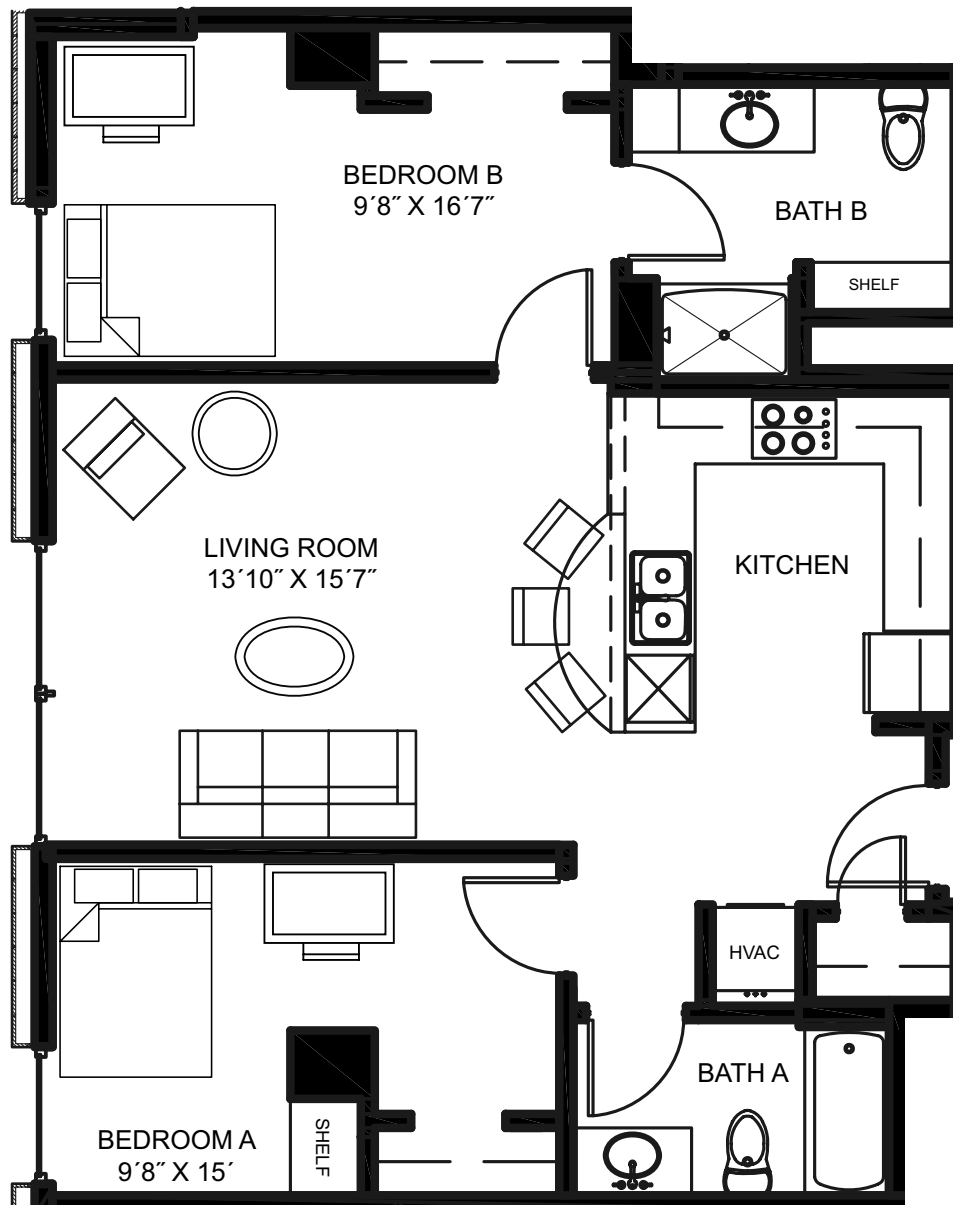 BEDROOM B
9´8˝ X 16´7˝
BATH B
SHELF
LIVING ROOM
13´10˝ X 15´7˝
KITCHEN
HVAC
BATH A
SHELF
BEDROOM A
9´8˝ X 15´